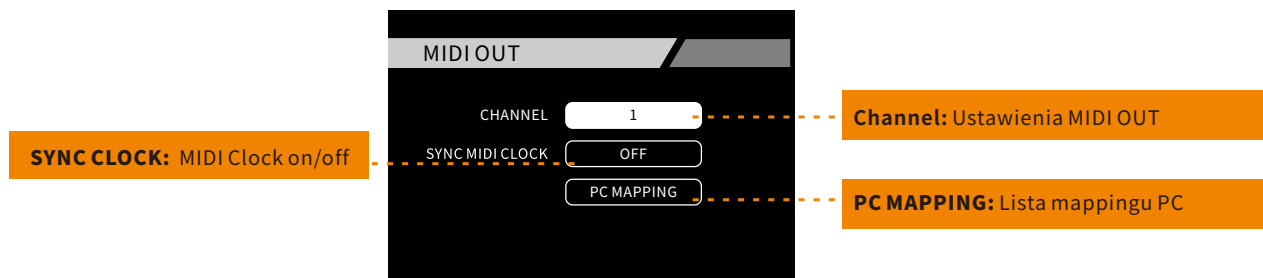 MIDI OUT
CHANNEL 1
Channel: Ustawienia MIDI OUT
SYNC CLOCK: MIDI Clock on/off
SYNC MIDI CLOCK OFF
PC MAPPING
PC MAPPING: Lista mappingu PC